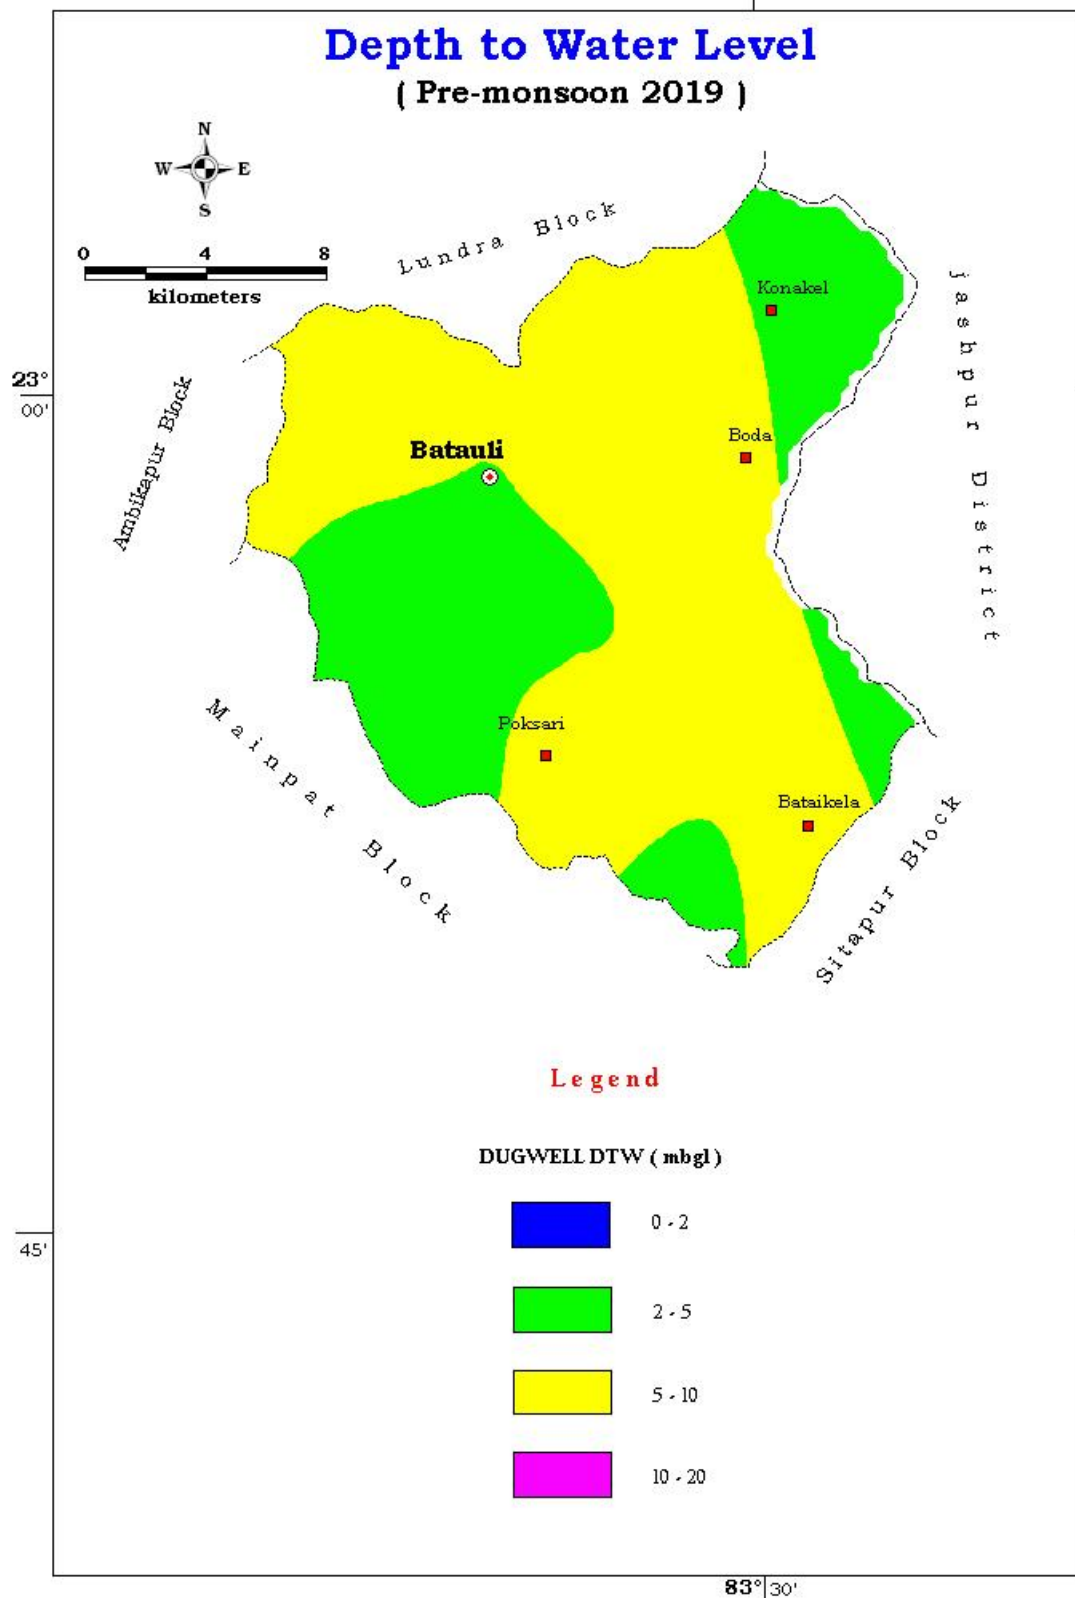 Depth to Water Level
( Pre-monsoon 2019 )
N
W E
S
0 4 8
kilometers
Lundra Block
jashpur District
Konakel
23°
00'
Ambikapur Block
Boda
Batauli
Mainpat Block
Poksari
Bataikela
Sitapur Block
Legend
DUGWELL DTW ( mbgl )
0 - 2
45'
2 - 5
5 - 10
10 - 20
83° 30'